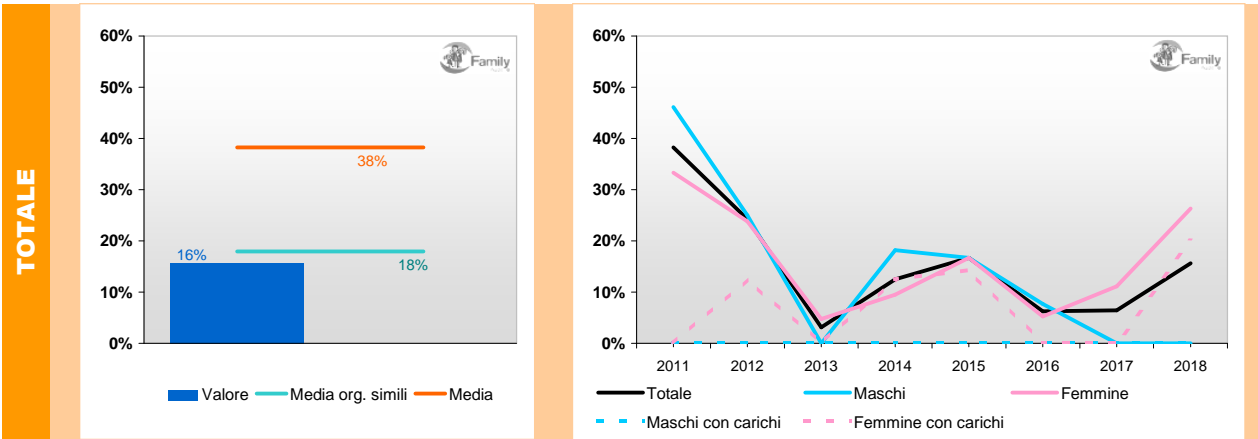 TOTALE
60%
50%
40%
30%
20%
10%
0%
Family
38%
16%
18%
Valore
Media org. simili
Media
60%
50%
40%
30%
20%
10%
0%
Family
2011 2012 2013 2014 2015 2016 2017 2018
Totale
Maschi
Femmine
Maschi con carichi
Femmine con carichi